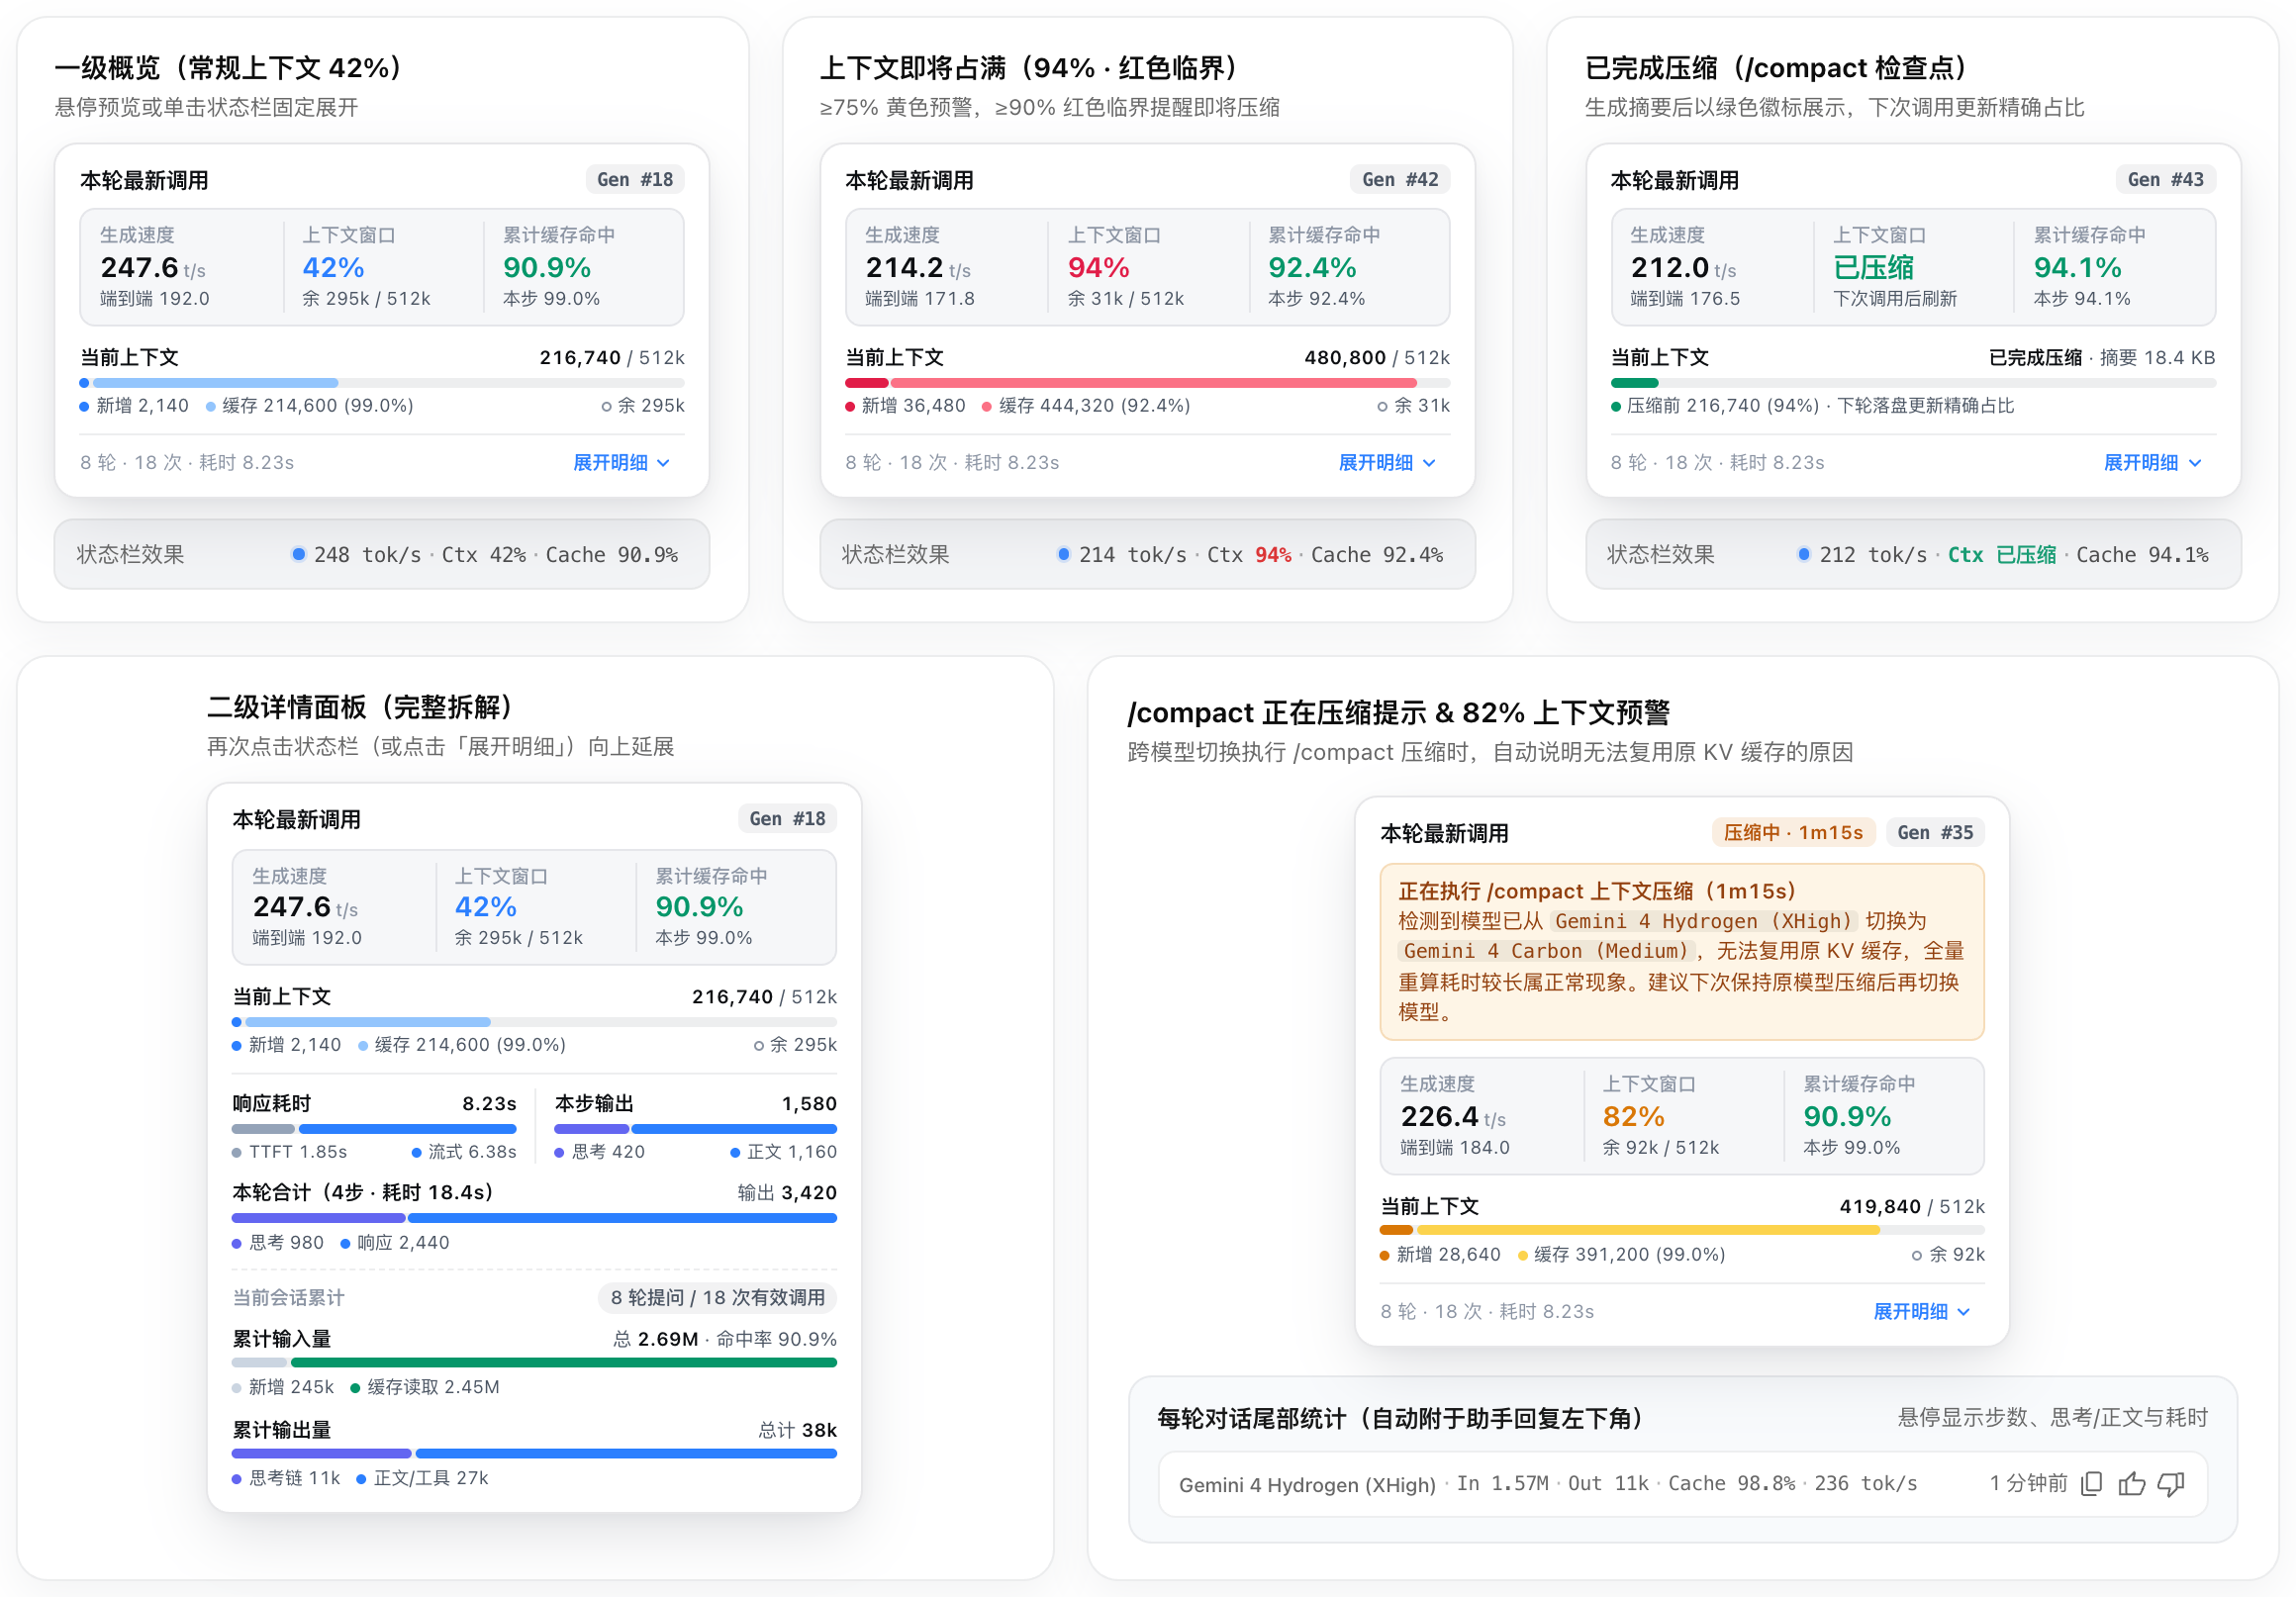 一级概览（常规上下文 42%）
悬停预览或单击状态栏固定展开
本轮最新调用 Gen #18
生成速度 上下文窗口 累计缓存命中
247.6 t/s 42% 90.9%
端到端 192.0 余 295k / 512k 本步 99.0%
当前上下文 216,740 / 512k
新增 2,140 缓存 214,600 (99.0%) 余 295k
8 轮 · 18 次 · 耗时 8.23s 展开明细
状态栏效果 248 tok/s · Ctx 42% · Cache 90.9%
上下文即将占满（94% · 红色临界）
≥75% 黄色预警，≥90% 红色临界提醒即将压缩
本轮最新调用 Gen #42
生成速度 上下文窗口 累计缓存命中
214.2 t/s 94% 92.4%
端到端 171.8 余 31k / 512k 本步 92.4%
当前上下文 480,800 / 512k
新增 36,480 缓存 444,320 (92.4%) 余 31k
8 轮 · 18 次 · 耗时 8.23s 展开明细
状态栏效果 214 tok/s · Ctx 94% · Cache 92.4%
已完成压缩（/compact 检查点）
生成摘要后以绿色徽标展示，下次调用更新精确占比
本轮最新调用 Gen #43
生成速度 上下文窗口 累计缓存命中
212.0 t/s 已压缩 94.1%
端到端 176.5 下次调用后刷新 本步 94.1%
当前上下文 已完成压缩 · 摘要 18.4 KB
压缩前 216,740 (94%) · 下轮落盘更新精确占比
8 轮 · 18 次 · 耗时 8.23s 展开明细
状态栏效果 212 tok/s · Ctx 已压缩 · Cache 94.1%
二级详情面板（完整拆解）
再次点击状态栏（或点击「展开明细」）向上延展
本轮最新调用 Gen #18
生成速度 上下文窗口 累计缓存命中
247.6 t/s 42% 90.9%
端到端 192.0 余 295k / 512k 本步 99.0%
当前上下文 216,740 / 512k
新增 2,140 缓存 214,600 (99.0%) 余 295k
响应耗时 8.23s 本步输出 1,580
TTFT 1.85s 流式 6.38s 思考 420 正文 1,160
本轮合计（4步 · 耗时 18.4s） 输出 3,420
思考 980 响应 2,440
当前会话累计 8 轮提问 / 18 次有效调用
累计输入量 总 2.69M · 命中率 90.9%
新增 245k 缓存读取 2.45M
累计输出量 总计 38k
思考链 11k 正文/工具 27k
/compact 正在压缩提示 & 82% 上下文预警
跨模型切换执行 /compact 压缩时，自动说明无法复用原 KV 缓存的原因
本轮最新调用 压缩中 · 1m15s Gen #35
正在执行 /compact 上下文压缩（1m15s）
检测到模型已从 Gemini 4 Hydrogen (XHigh) 切换为
Gemini 4 Carbon (Medium)，无法复用原 KV 缓存，全量
重算耗时较长属正常现象。建议下次保持原模型压缩后再切换
模型。
生成速度 上下文窗口 累计缓存命中
226.4 t/s 82% 90.9%
端到端 184.0 余 92k / 512k 本步 99.0%
当前上下文 419,840 / 512k
新增 28,640 缓存 391,200 (99.0%) 余 92k
8 轮 · 18 次 · 耗时 8.23s 展开明细
每轮对话尾部统计（自动附于助手回复左下角） 悬停显示步数、思考/正文与耗时
Gemini 4 Hydrogen (XHigh) · In 1.57M · Out 11k · Cache 98.8% · 236 tok/s 1 分钟前